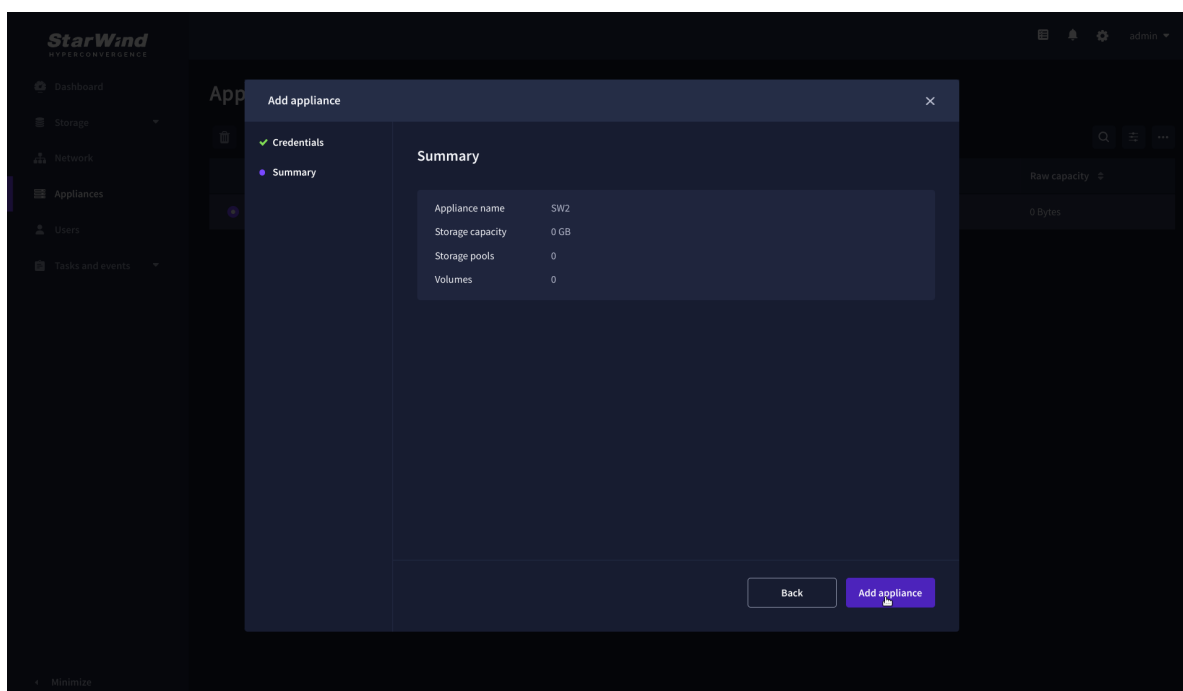 StarWind
HYPERCONVERGENCE
admin
Dashboard
Storage
Network
Appliances
Users
Tasks and events
Minimize
App
Raw capacity
0 Bytes
Add appliance
Credentials
Summary
Summary
Appliance name SW2
Storage capacity 0 GB
Storage pools 0
Volumes 0
Back
Add appliance